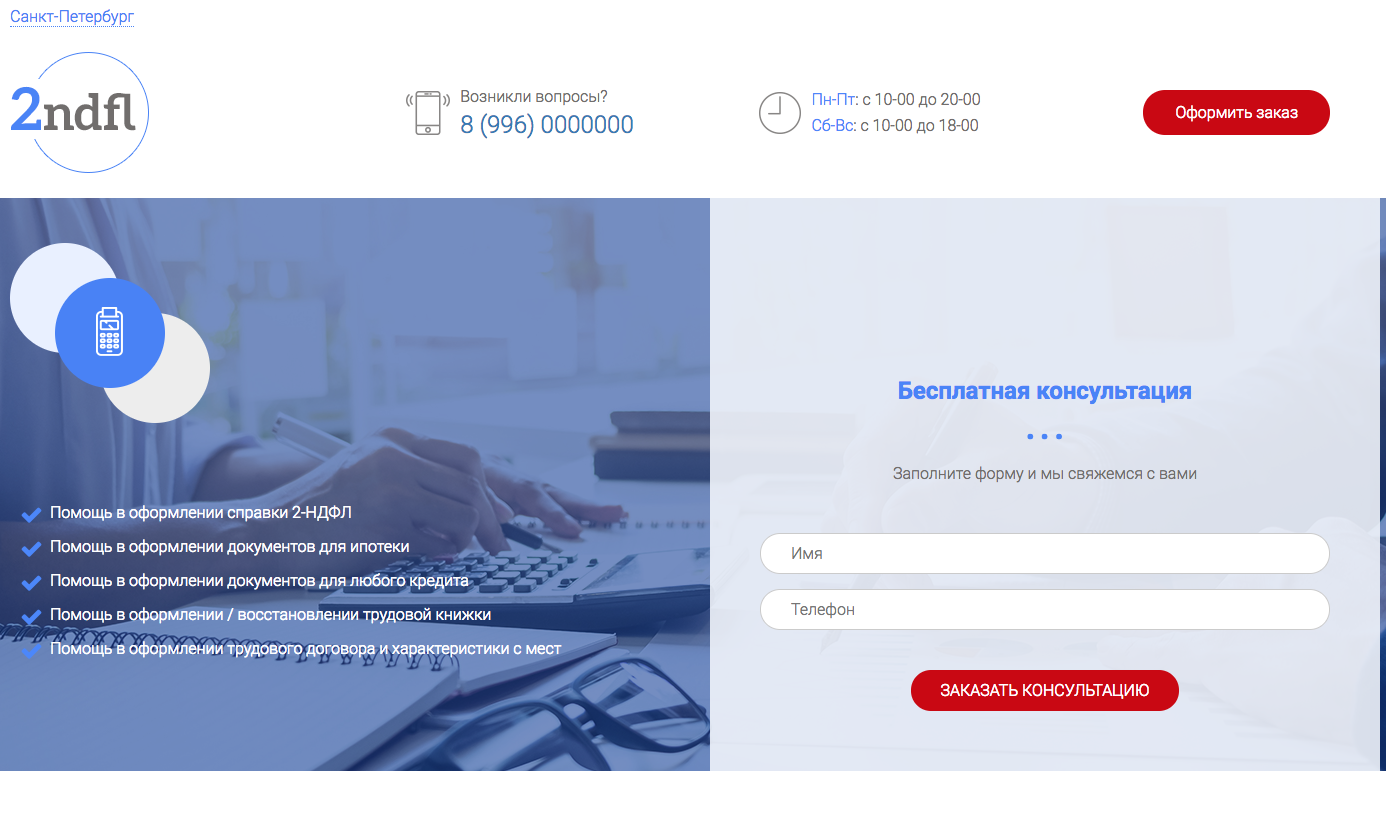 Санкт-Петербург
2ndfl
Возникли вопросы?
8 (996) 0000000
Пн-Пт: с 10-00 до 20-00
Сб-Вс: с 10-00 до 18-00
Оформить заказ
Помощь в оформлении справки 2-НДФЛ
Помощь в оформлении документов для ипотеки
Помощь в оформлении документов для любого кредита
Помощь в оформлении / восстановлении трудовой книжки
Помощь в оформлении трудового договора и характеристики с мест
Бесплатная консультация
Заполните форму и мы свяжемся с вами
Имя
Телефон
ЗАКАЗАТЬ КОНСУЛЬТАЦИЮ